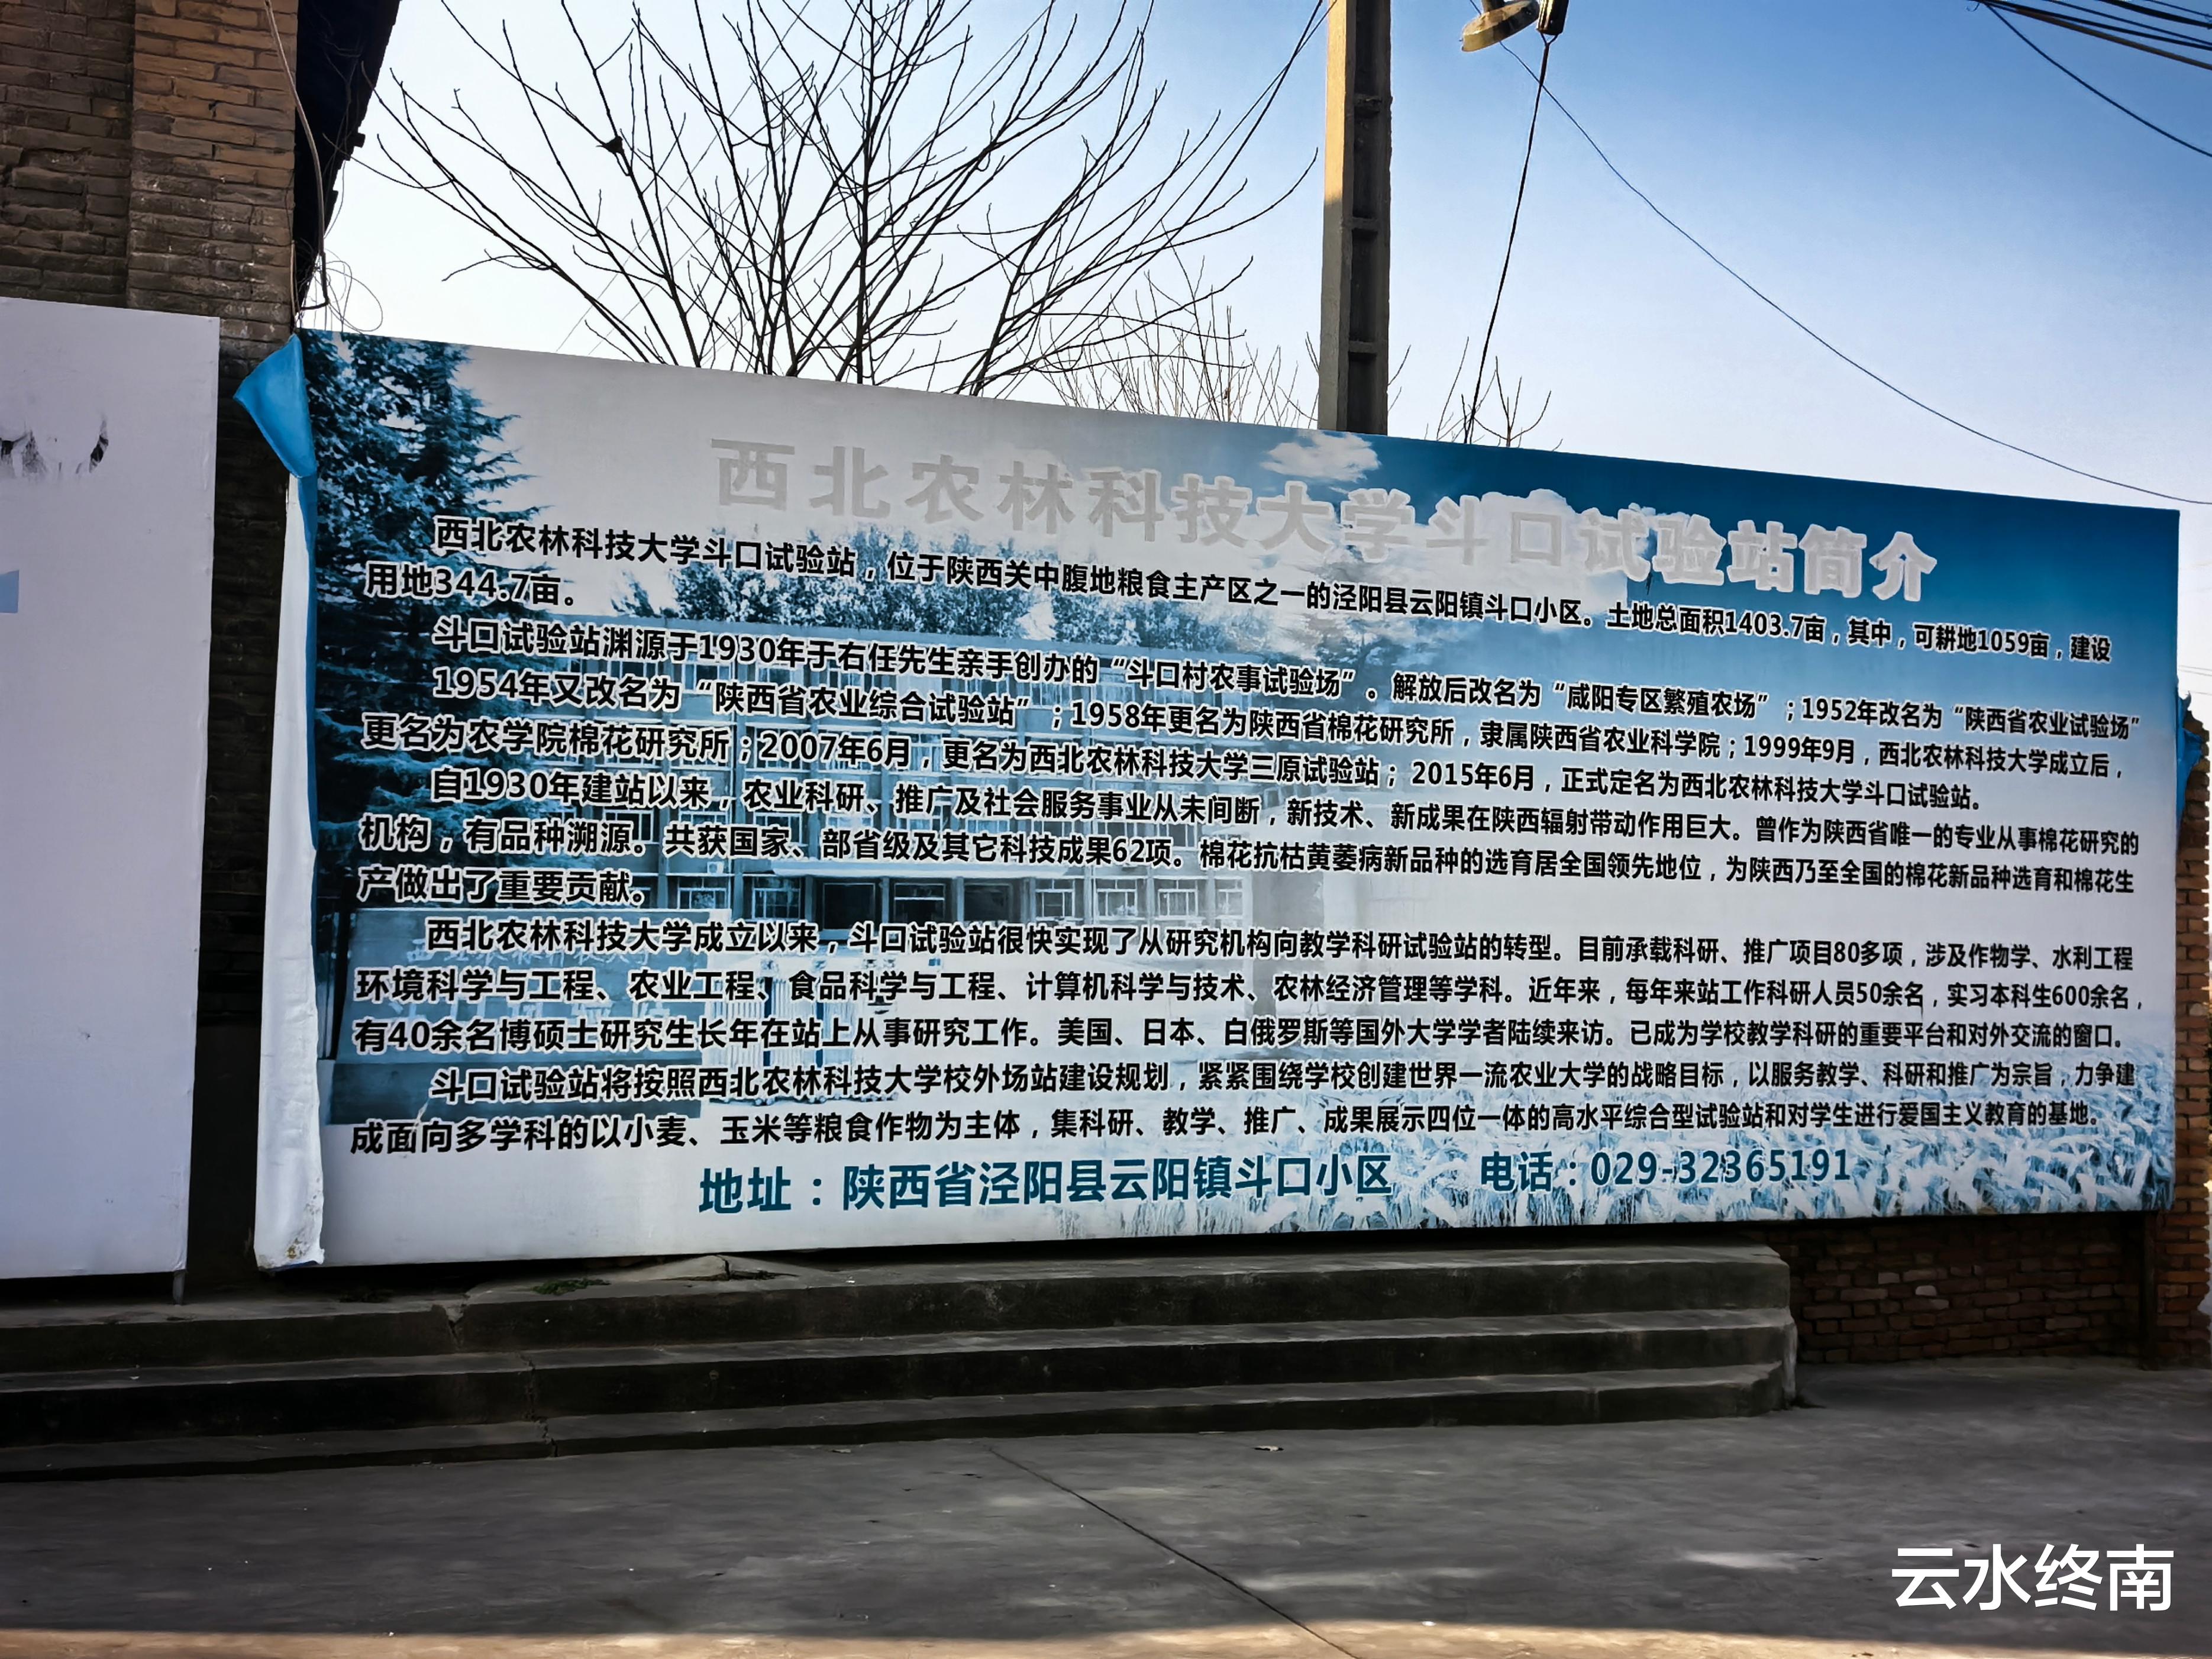 西北农林科技大学斗口试验站简介
西北农林科技大学斗口试验站，位于陕西关中腹地粮食主产区之一的泾阳县云阳镇斗口小区。土地总面积1403.7亩，其中，可耕地1059亩，建设
用地344.7亩。
斗口试验站渊源于1930年于右任先生亲手创办的“斗口村农事试验场”。解放后改名为“咸阳专区繁殖农场”；1952年改名为“陕西省农业试验场”
1954年又改名为“陕西省农业综合试验站”；1958年更名为陕西省棉花研究所，隶属陕西省农业科学院；1999年9月，西北农林科技大学成立后，
更名为农学院棉花研究所；2007年6月，更名为西北农林科技大学三原试验站；2015年6月，正式定名为西北农林科技大学斗口试验站。
自1930年建站以来，农业科研、推广及社会服务事业从未间断，新技术、新成果在陕西辐射带动作用巨大。曾作为陕西省唯一的专业从事棉花研究的
机构，有品种溯源。共获国家、部省级及其它科技成果62项。棉花抗枯黄萎病新品种的选育居全国领先地位，为陕西乃至全国的棉花新品种选育和棉花生
产做出了重要贡献。
西北农林科技大学成立以来，斗口试验站很快实现了从研究机构向教学科研试验站的转型。目前承载科研、推广项目80多项，涉及作物学、水利工程
环境科学与工程、农业工程、食品科学与工程、计算机科学与技术、农林经济管理等学科。近年来，每年来站工作科研人员50余名，实习本科生600余名，
有40余名博硕士研究生长年在站上从事研究工作。美国、日本、白俄罗斯等国外大学学者陆续来访。已成为学校教学科研的重要平台和对外交流的窗口。
斗口试验站将按照西北农林科技大学校外场站建设规划，紧紧围绕学校创建世界一流农业大学的战略目标，以服务教学、科研和推广为宗旨，力争建
成面向多学科的以小麦、玉米等粮食作物为主体，集科研、教学、推广、成果展示四位一体的高水平综合型试验站和对学生进行爱国主义教育的基地。
地址：陕西省泾阳县云阳镇斗口小区 电话：029-32365191
云水终南